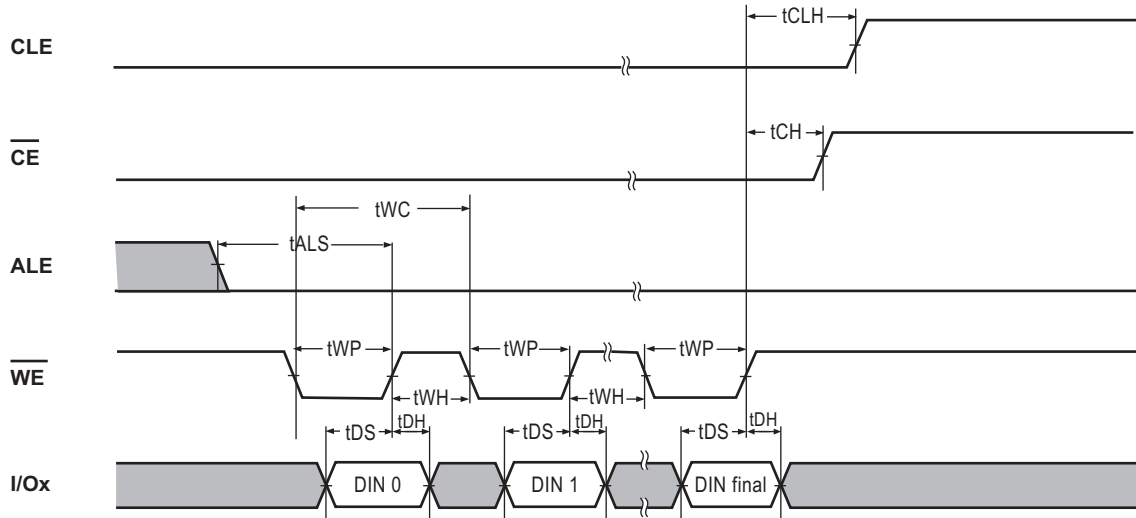 tCLH
CLE
tCH
CE
tWC
tALS
ALE
tWP tWP tWP
WE
tWH tWH
tDS tDH tDS tDH tDS tDH
I/Ox DIN 0 DIN 1 DIN final